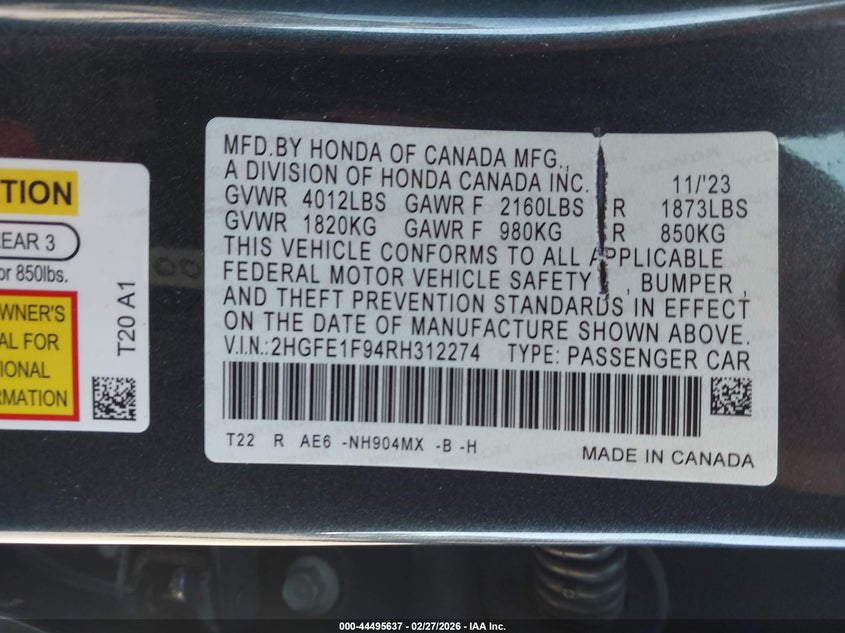 TION
EAR 3
or 850lbs.
WNER'S
AL FOR
IONAL
RMATION
T20 A1
MFD.BY HONDA OF CANADA MFG.,
A DIVISION OF HONDA CANADA INC. 11/'23
GVWR 4012LBS GAWR F 2160LBS R 1873LBS
GVWR 1820KG GAWR F 980KG R 850KG
THIS VEHICLE CONFORMS TO ALL APPLICABLE
FEDERAL MOTOR VEHICLE SAFETY , BUMPER ,
AND THEFT PREVENTION STANDARDS IN EFFECT
ON THE DATE OF MANUFACTURE SHOWN ABOVE.
V.I.N.:2HGFE1F94RH312274 TYPE: PASSENGER CAR
T22 R AE6 -NH904MX -B -H
MADE IN CANADA
000-44495637 - 02/27/2026 - IAA Inc.